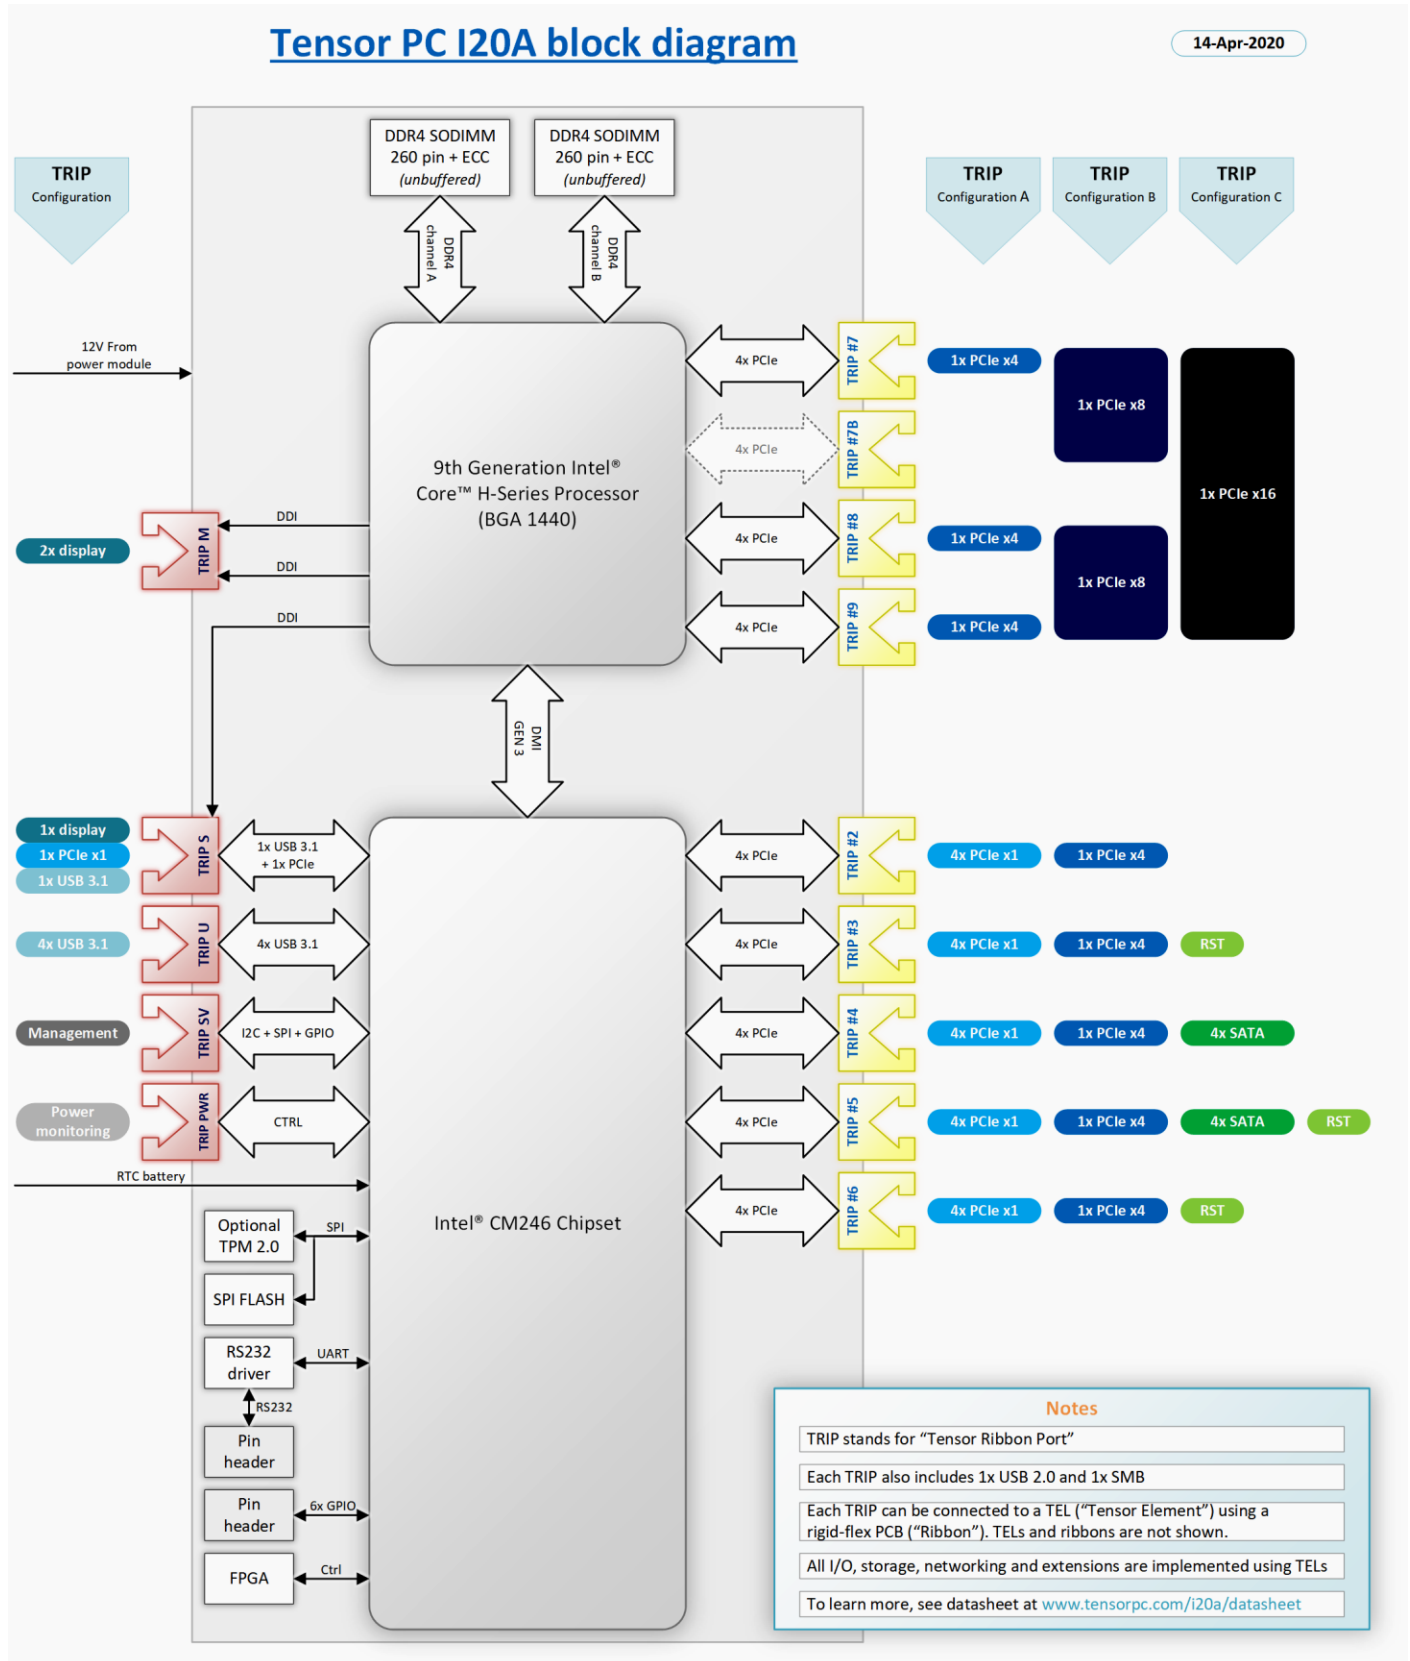 Tensor PC I20A block diagram
14-Apr-2020
DDR4 SODIMM
260 pin + ECC
(unbuffered)
DDR4 SODIMM
260 pin + ECC
(unbuffered)
TRIP
Configuration
TRIP
Configuration A
TRIP
Configuration B
TRIP
Configuration C
DDR4
channel A
DDR4
channel B
12V From
power module
9th Generation Intel®
Core™ H-Series Processor
(BGA 1440)
4x PCIe
TRIP #7
1x PCIe x4
1x PCIe x8
1x PCIe x16
4x PCIe
TRIP #7B
DDI
DDI
DDI
TRIP M
2x display
4x PCIe
TRIP #8
1x PCIe x4
1x PCIe x8
4x PCIe
TRIP #9
1x PCIe x4
DMI
GEN 3
1x display
1x PCIe x1
1x USB 3.1
TRIP S
1x USB 3.1
+ 1x PCIe
4x PCIe
TRIP #2
4x PCIe x1
1x PCIe x4
4x USB 3.1
TRIP U
4x USB 3.1
4x PCIe
TRIP #3
4x PCIe x1
1x PCIe x4
RST
Management
TRIP SV
I2C + SPI + GPIO
4x PCIe
TRIP #4
4x PCIe x1
1x PCIe x4
4x SATA
Power
monitoring
TRIP PWR
CTRL
4x PCIe
TRIP #5
4x PCIe x1
1x PCIe x4
4x SATA
RST
RTC battery
Intel® CM246 Chipset
4x PCIe
TRIP #6
4x PCIe x1
1x PCIe x4
RST
Optional
TPM 2.0
SPI
SPI FLASH
RS232
driver
UART
RS232
Pin
header
Pin
header
6x GPIO
FPGA
Ctrl
Notes
TRIP stands for “Tensor Ribbon Port”
Each TRIP also includes 1x USB 2.0 and 1x SMB
Each TRIP can be connected to a TEL (“Tensor Element”) using a
rigid-flex PCB (“Ribbon”). TELs and ribbons are not shown.
All I/O, storage, networking and extensions are implemented using TELs
To learn more, see datasheet at www.tensorpc.com/i20a/datasheet